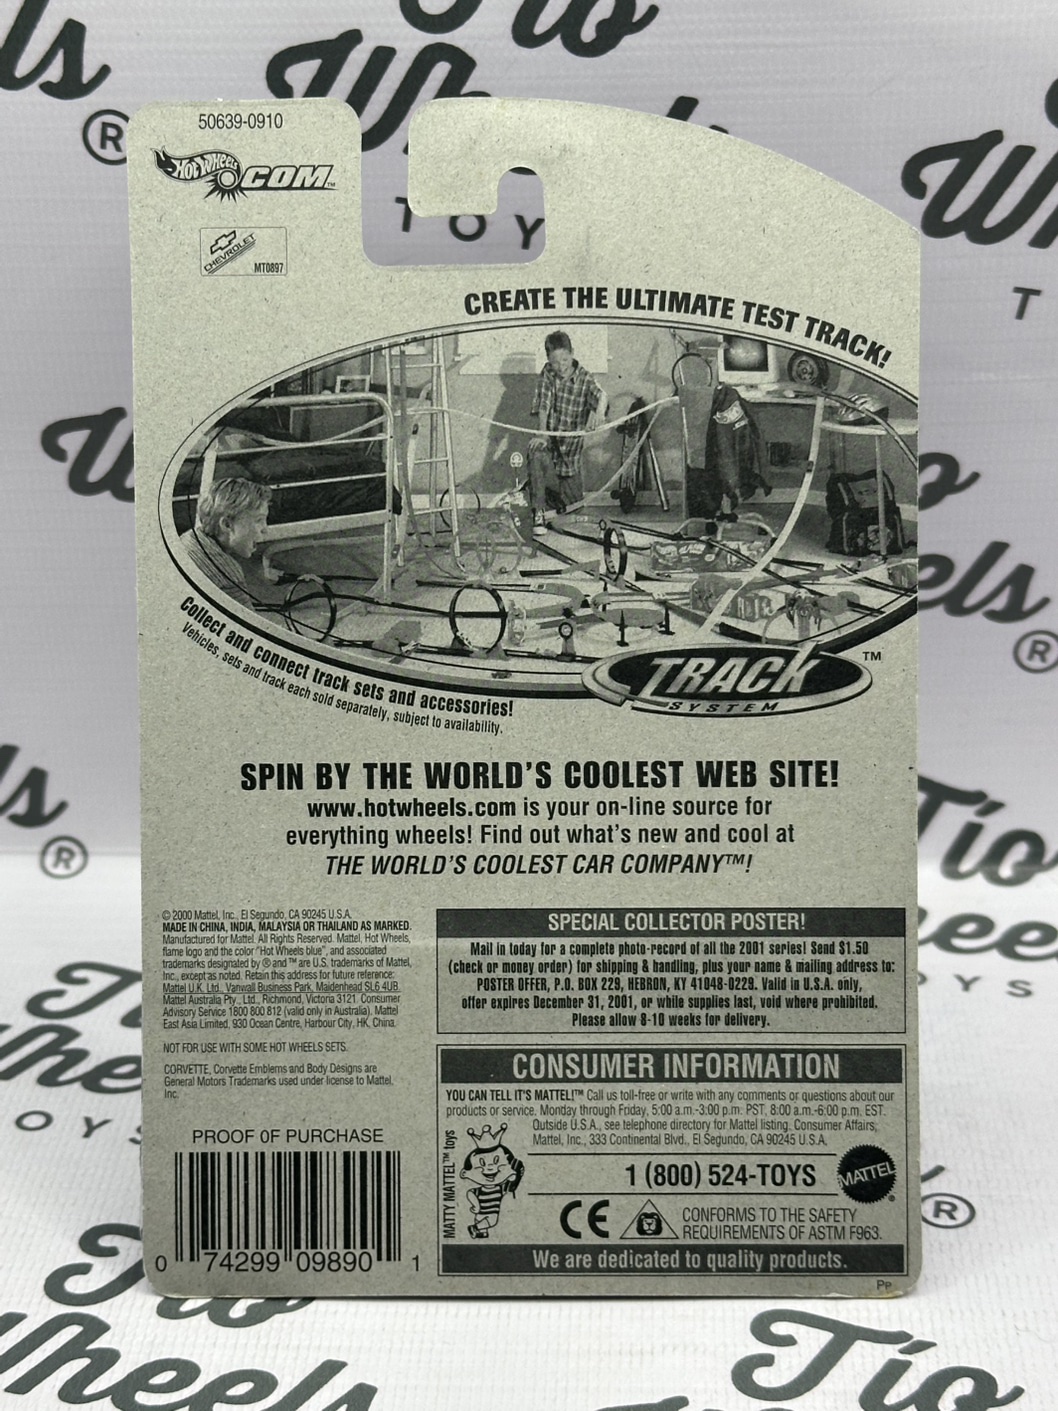 50639-0910
HOT WHEELS .COM™
CHEVROLET
MT0897
CREATE THE ULTIMATE TEST TRACK!
Collect and connect track sets and accessories!
Vehicles, sets and track each sold separately, subject to availability.
TRACK ™
SYSTEM
SPIN BY THE WORLD'S COOLEST WEB SITE!
www.hotwheels.com is your on-line source for
everything wheels! Find out what's new and cool at
THE WORLD'S COOLEST CAR COMPANY™!
© 2000 Mattel, Inc., El Segundo, CA 90245 U.S.A.
MADE IN CHINA, INDIA, MALAYSIA OR THAILAND AS MARKED.
Manufactured for Mattel. All Rights Reserved. Mattel, Hot Wheels,
flame logo and the color "Hot Wheels blue", and associated
trademarks designated by ® and ™ are U.S. trademarks of Mattel,
Inc., except as noted. Retain this address for future reference:
Mattel U.K. Ltd., Vanwall Business Park, Maidenhead SL6 4UB.
Mattel Australia Pty., Ltd., Richmond, Victoria 3121. Consumer
Advisory Service 1800 800 812 (valid only in Australia). Mattel
East Asia Limited, 930 Ocean Centre, Harbour City, HK, China.
NOT FOR USE WITH SOME HOT WHEELS SETS.
CORVETTE, Corvette Emblems and Body Designs are
General Motors Trademarks used under license to Mattel,
Inc.
PROOF OF PURCHASE
0 74299 09890 1
SPECIAL COLLECTOR POSTER!
Mail in today for a complete photo-record of all the 2001 series! Send $1.50
(check or money order) for shipping & handling, plus your name & mailing address to:
POSTER OFFER, P.O. BOX 229, HEBRON, KY 41048-0229. Valid in U.S.A. only,
offer expires December 31, 2001, or while supplies last, void where prohibited.
Please allow 8-10 weeks for delivery.
CONSUMER INFORMATION
YOU CAN TELL IT'S MATTEL!™ Call us toll-free or write with any comments or questions about our
products or service. Monday through Friday, 5:00 a.m.-3:00 p.m. PST, 8:00 a.m.-6:00 p.m. EST.
Outside U.S.A., see telephone directory for Mattel listing. Consumer Affairs,
Mattel, Inc., 333 Continental Blvd., El Segundo, CA 90245 U.S.A.
MATTY MATTEL™ toys
1 (800) 524-TOYS
MATTEL ®
CE
CONFORMS TO THE SAFETY
REQUIREMENTS OF ASTM F963.
We are dedicated to quality products.
Pp
Tio
Wheels ®
TOYS